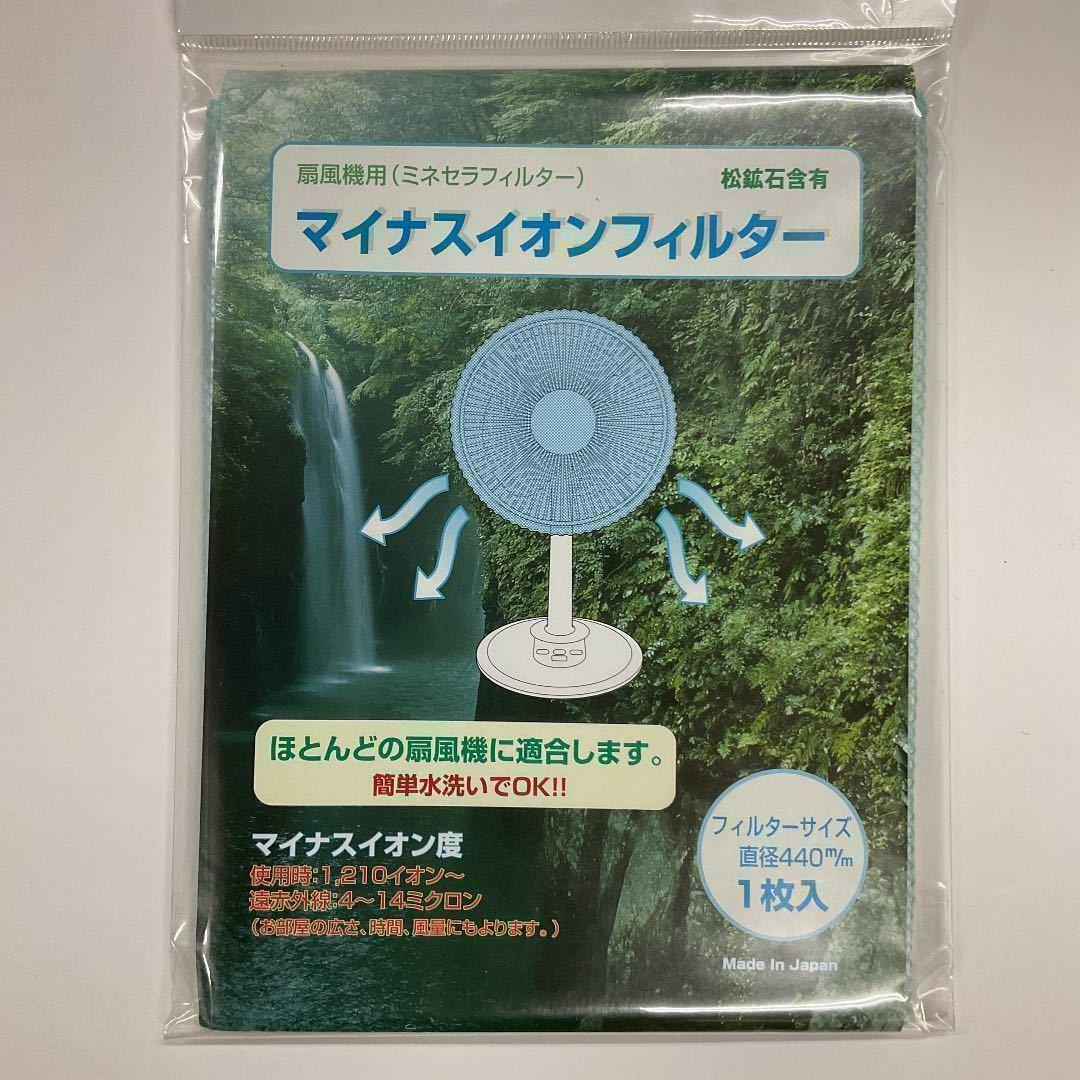 扇風機用(ミネセラフィルター)
松鉱石含有
マイナスイオンフィルター
ほとんどの扇風機に適合します。
簡単水洗いでOK!!
マイナスイオン度
使用時:1,210イオン〜
遠赤外線:4〜14ミクロン
(お部屋の広さ、時間、風量にもよります。)
フィルターサイズ
直径440m/m
1枚入
Made In Japan